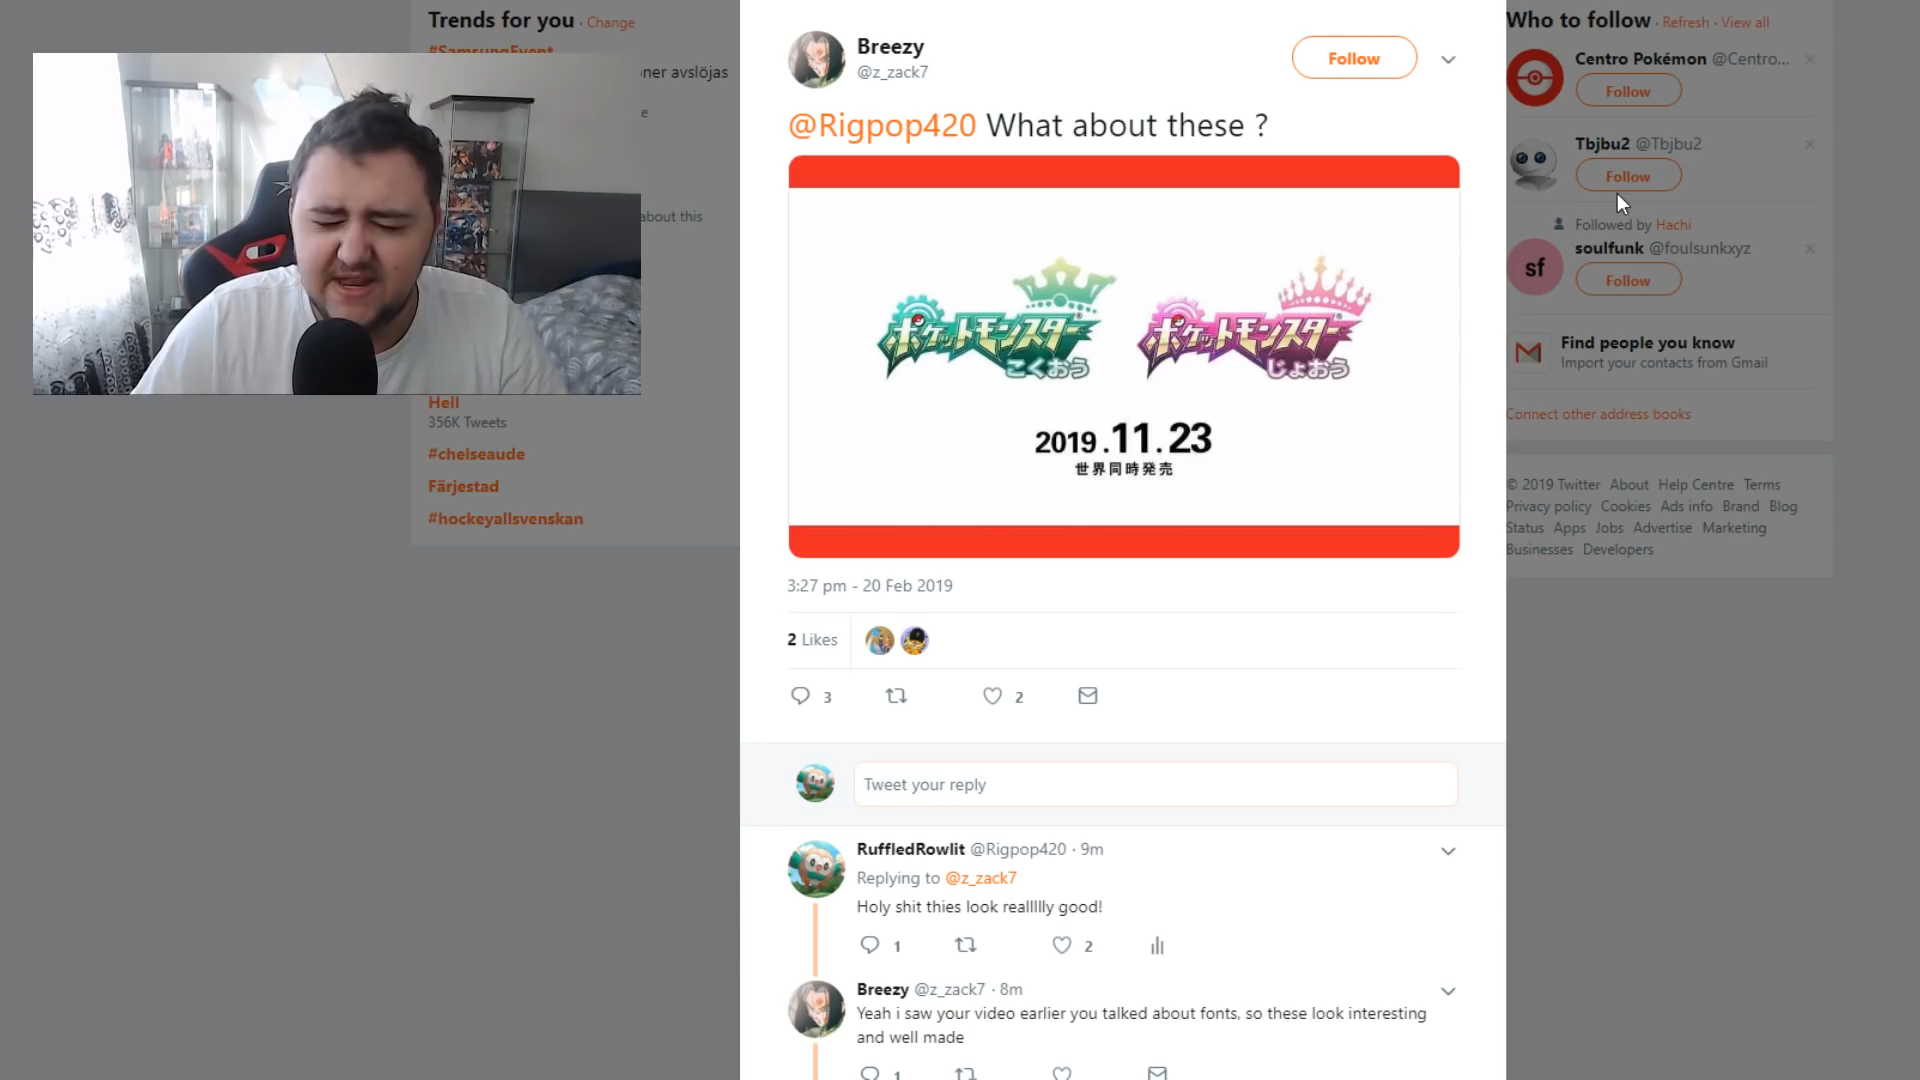 Trends for you · Change
#SamsungEvent
ner avslöjas
e
about this
Hell
356K Tweets
#chelseaude
Färjestad
#hockeyallsvenskan
Breezy
@z_zack7
Follow
@Rigpop420 What about these ?
ポケットモンスター
こくおう
ポケットモンスター
じょおう
2019.11.23
世界同時発売
3:27 pm - 20 Feb 2019
2 Likes
3
2
Tweet your reply
RuffledRowlit @Rigpop420 · 9m
Replying to @z_zack7
Holy shit thies look reallllly good!
1
2
Breezy @z_zack7 · 8m
Yeah i saw your video earlier you talked about fonts, so these look interesting
and well made
1
Who to follow · Refresh · View all
Centro Pokémon @Centro...
Follow
Tbjbu2 @Tbjbu2
Follow
Followed by Hachi
sf
soulfunk @foulsunkxyz
Follow
Find people you know
Import your contacts from Gmail
Connect other address books
© 2019 Twitter About Help Centre Terms
Privacy policy Cookies Ads info Brand Blog
Status Apps Jobs Advertise Marketing
Businesses Developers